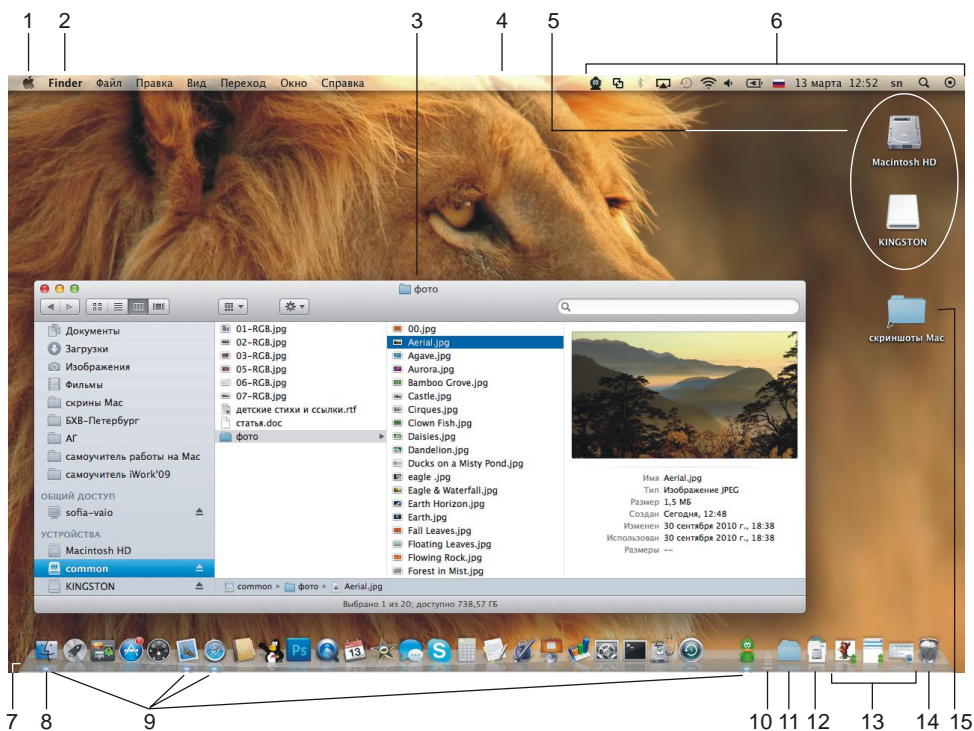 1 2 3 4 5 6
Finder Файл Правка Вид Переход Окно Справка 13 марта 12:52 sn
Macintosh HD
KINGSTON
скриншоты Mac
фото
Документы
Загрузки
Изображения
Фильмы
скрины Mac
БХВ-Петербург
АГ
самоучитель работы на Mac
самоучитель iWork'09
ОБЩИЙ ДОСТУП
sofia-vaio
УСТРОЙСТВА
Macintosh HD
common
KINGSTON
01-RGB.jpg
02-RGB.jpg
03-RGB.jpg
05-RGB.jpg
06-RGB.jpg
07-RGB.jpg
детские стихи и ссылки.rtf
статья.doc
фото
00.jpg
Aerial.jpg
Agave.jpg
Aurora.jpg
Bamboo Grove.jpg
Castle.jpg
Cirques.jpg
Clown Fish.jpg
Daisies.jpg
Dandelion.jpg
Ducks on a Misty Pond.jpg
eagle .jpg
Eagle & Waterfall.jpg
Earth Horizon.jpg
Earth.jpg
Fall Leaves.jpg
Floating Leaves.jpg
Flowing Rock.jpg
Forest in Mist.jpg
Имя Aerial.jpg
Тип Изображение JPEG
Размер 1,5 МБ
Создан Сегодня, 12:48
Изменен 30 сентября 2010 г., 18:38
Использован 30 сентября 2010 г., 18:38
Размеры --
common фото Aerial.jpg
Выбрано 1 из 20; доступно 738,57 ГБ
Ps
13
7 8 9 10 11 12 13 14 15